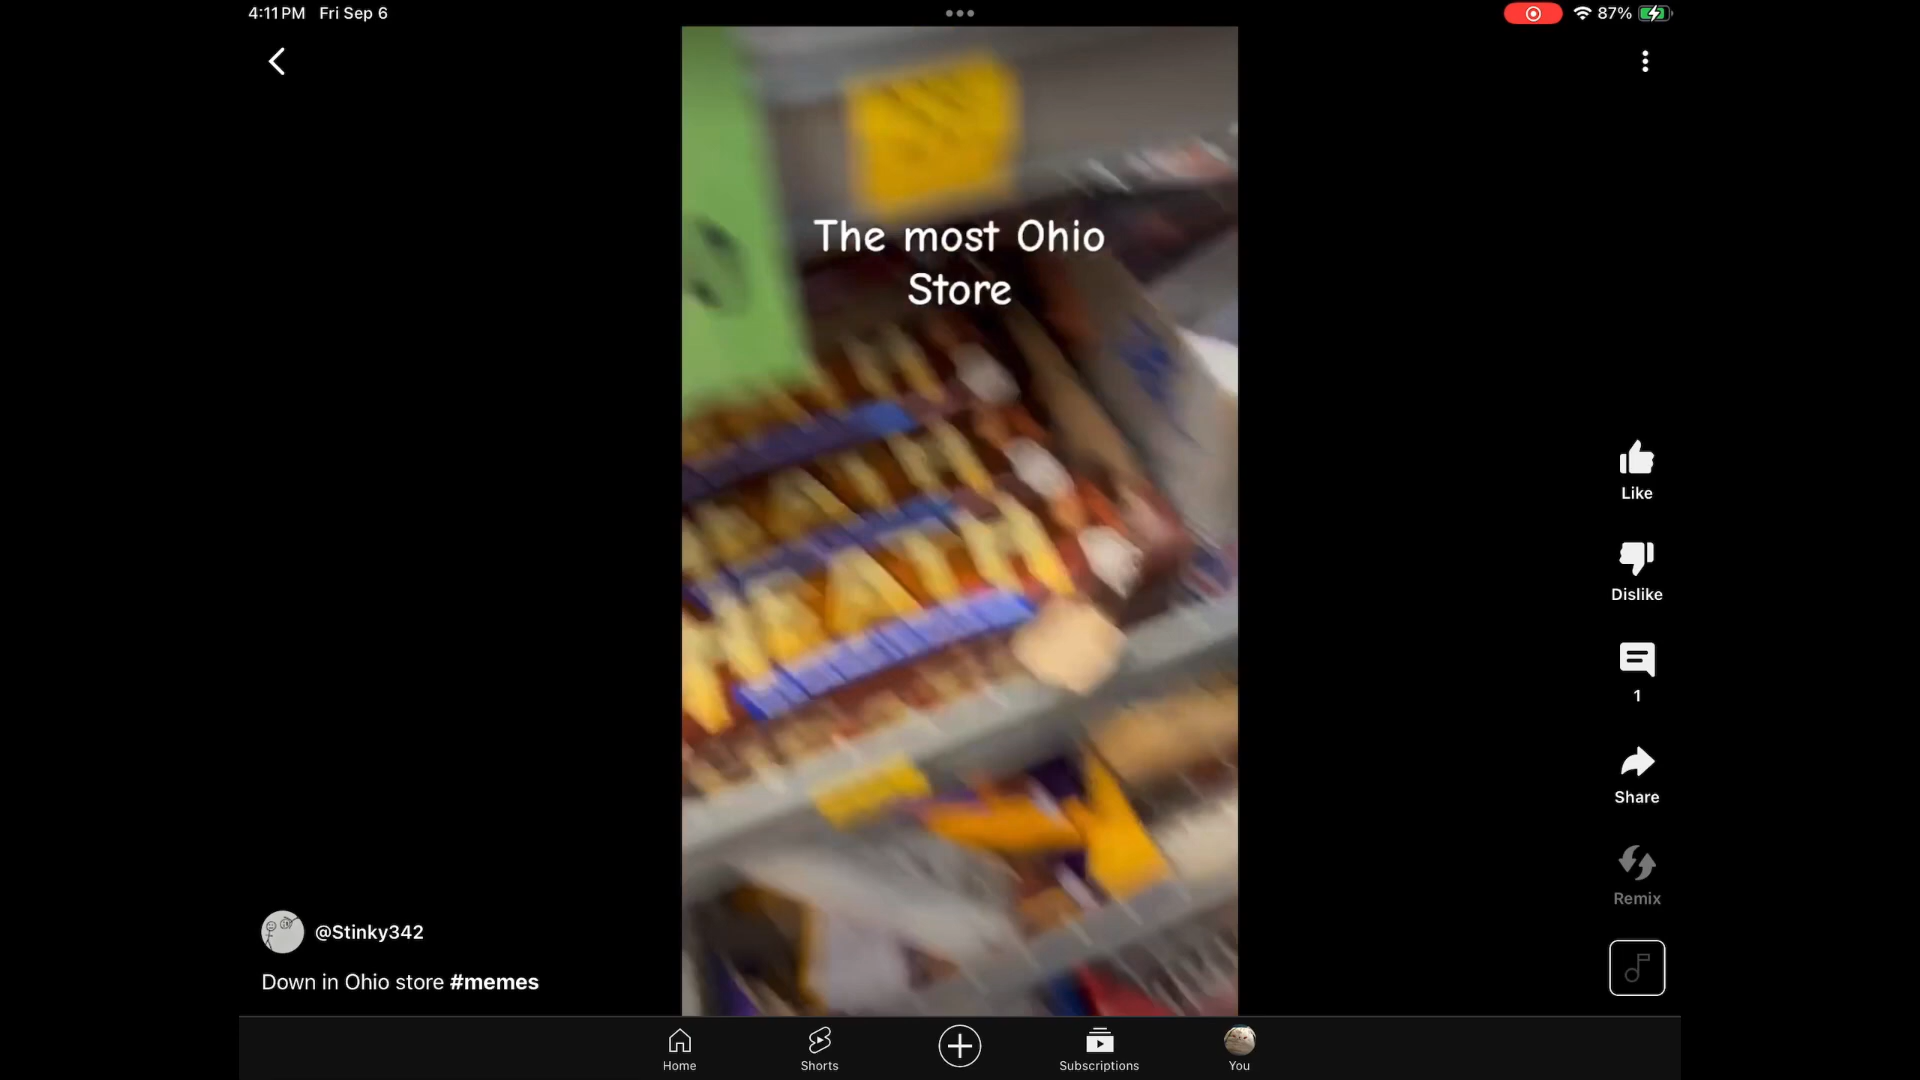 4:11 PM Fri Sep 6
87%
The most Ohio
Store
Like
Dislike
1
Share
Remix
@Stinky342
Down in Ohio store #memes
Home
Shorts
Subscriptions
You